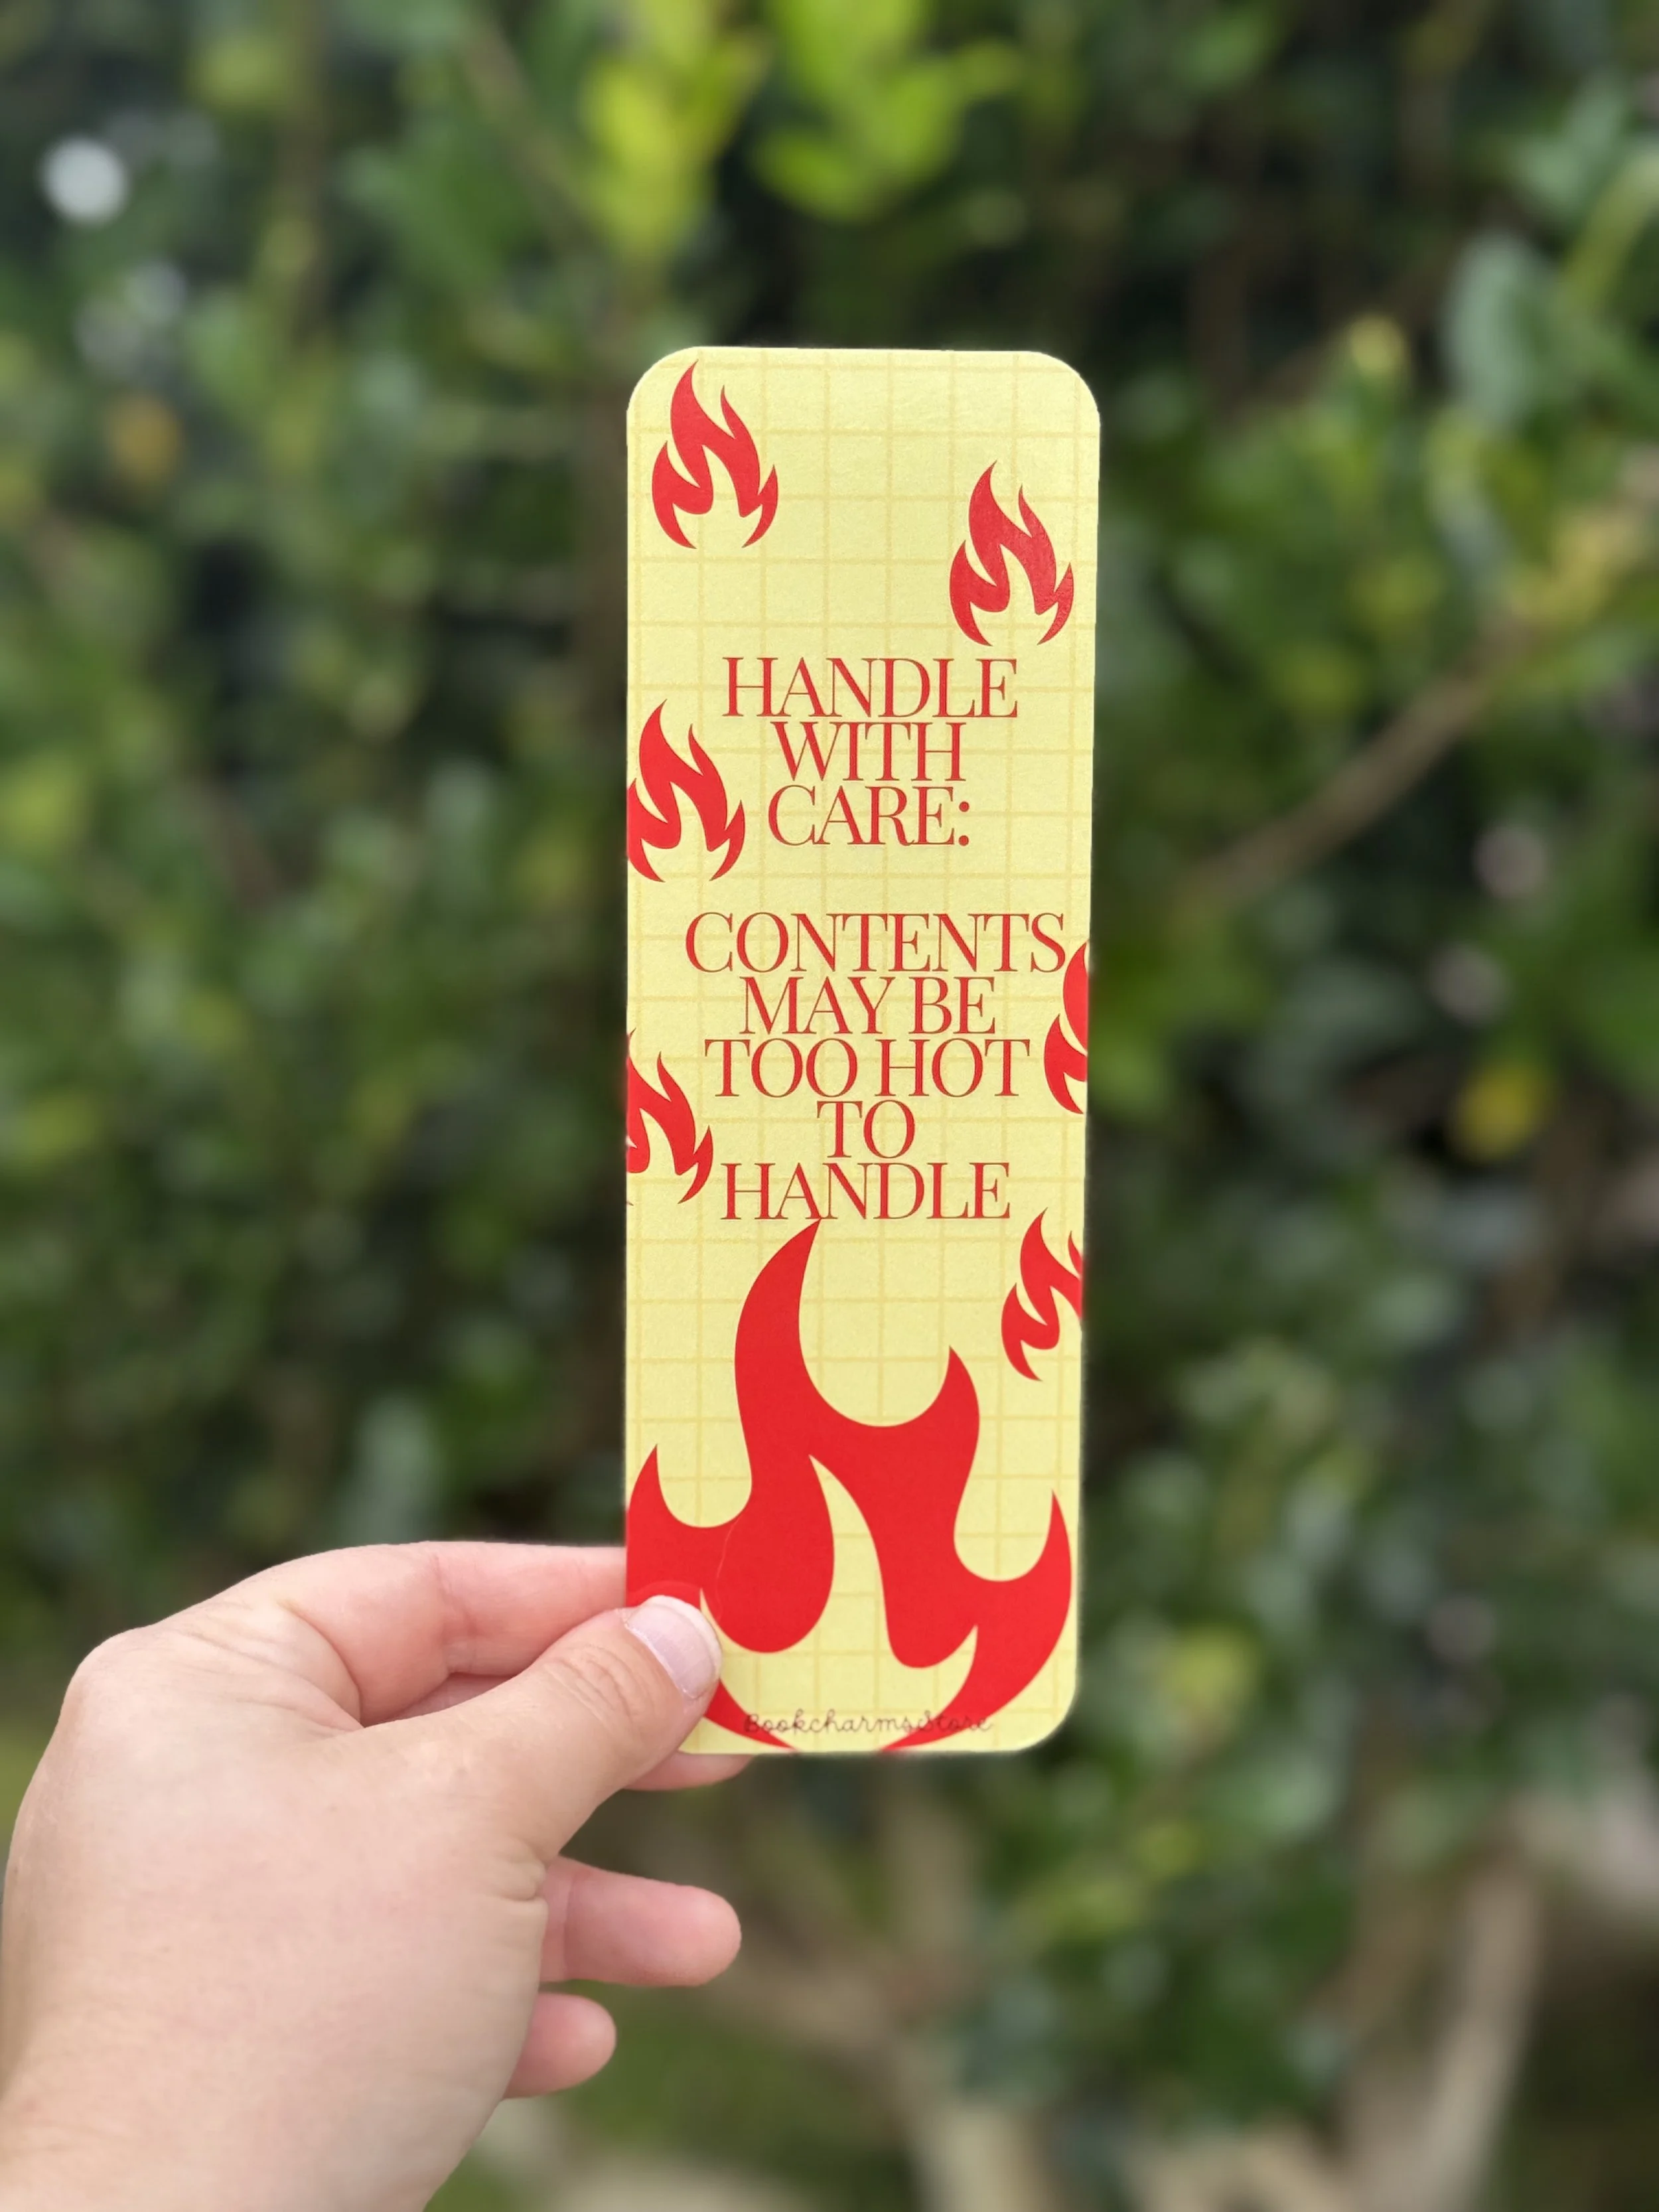 HANDLE
WITH
CARE:
CONTENTS
MAY BE
TOO HOT
TO
HANDLE
BookcharmsStore